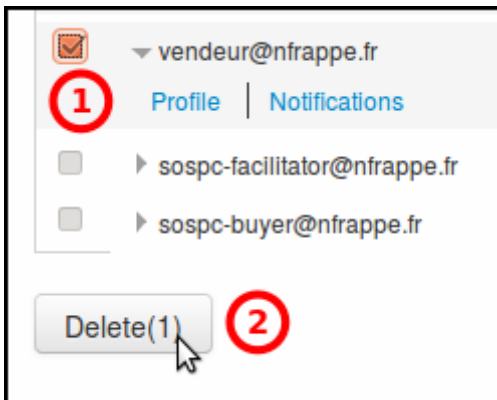 vendeur@nfrappe.fr
1 Profile | Notifications
sospc-facilitator@nfrappe.fr
sospc-buyer@nfrappe.fr
Delete(1) 2